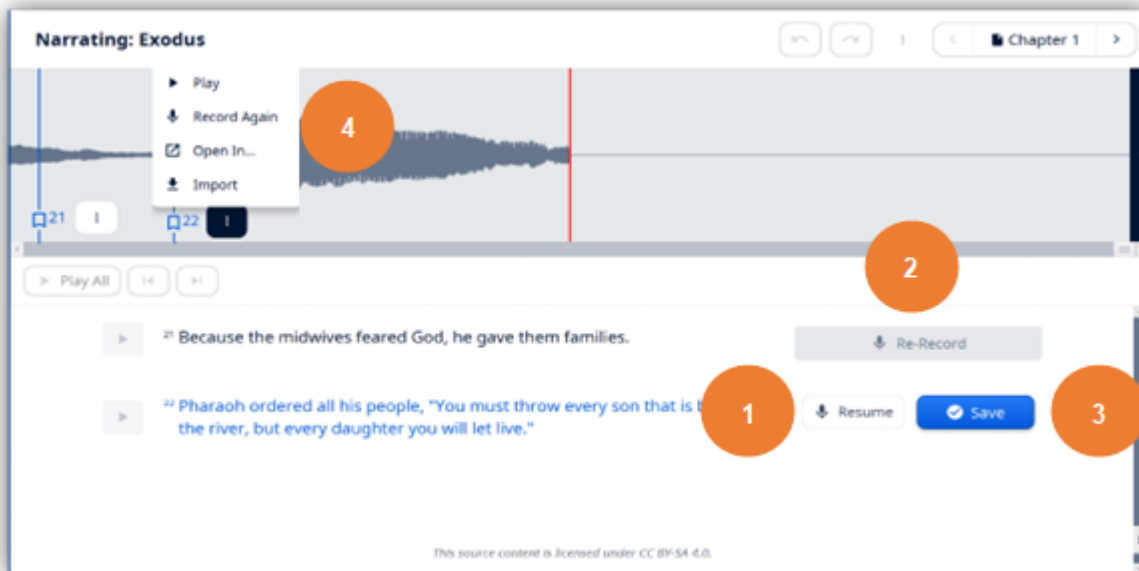 Narrating: Exodus
Chapter 1
Play
Record Again
4
Open In...
Import
21
22
2
Play All
21 Because the midwives feared God, he gave them families.
Re-Record
22 Pharaoh ordered all his people, "You must throw every son that is
the river, but every daughter you will let live."
1
Resume
Save
3
This source content is licensed under CC BY-SA 4.0.